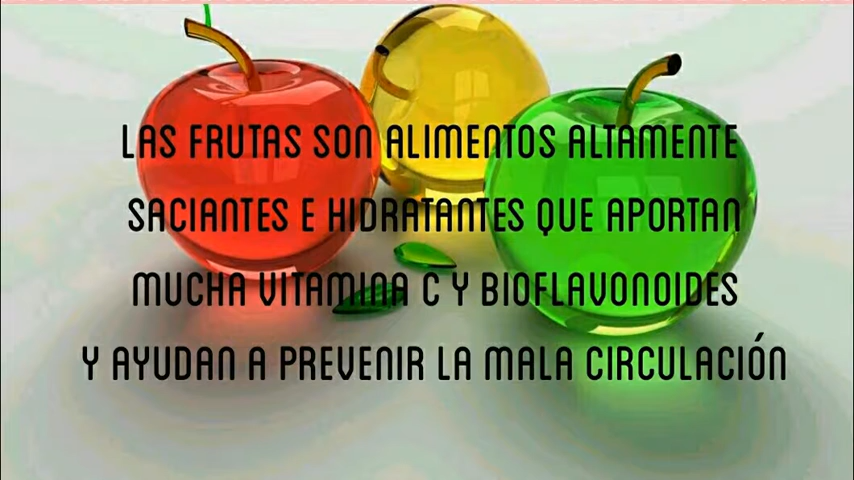 LAS FRUTAS SON ALIMENTOS ALTAMENTE
SACIANTES E HIDRATANTES QUE APORTAN
MUCHA VITAMINA C Y BIOFLAVONOIDES
Y AYUDAN A PREVENIR LA MALA CIRCULACIÓN